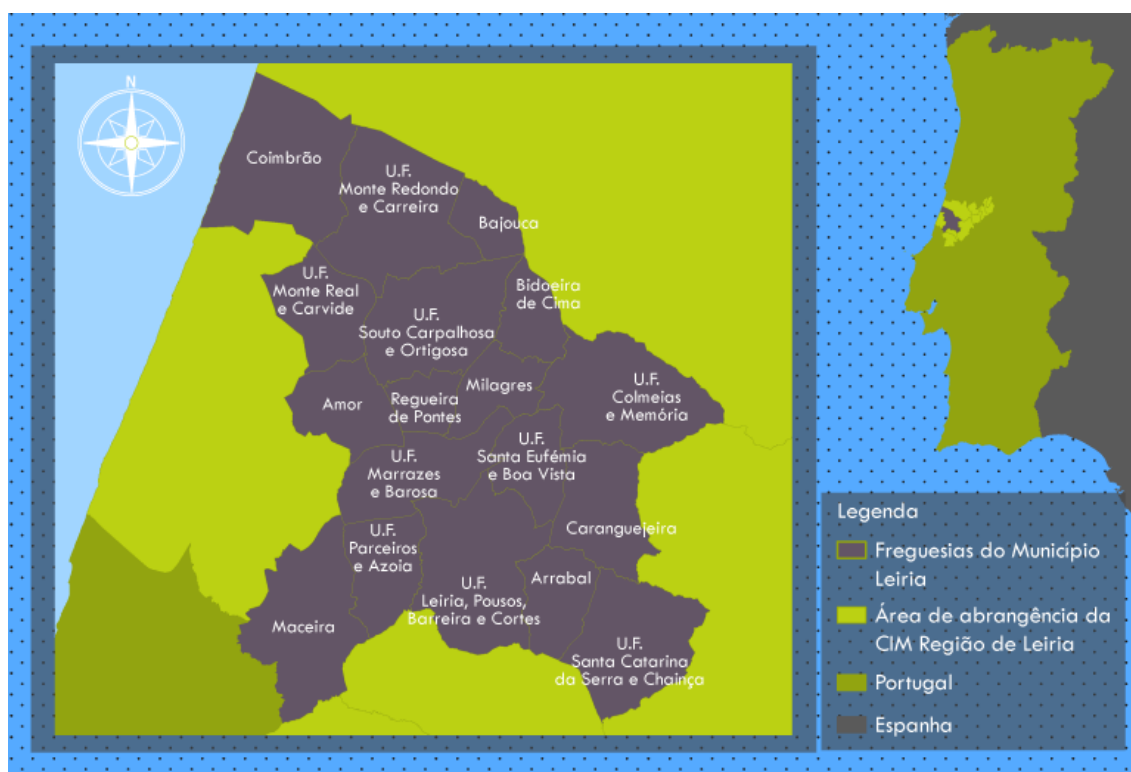 N
Coimbrão
U.F.
Monte Redondo
e Carreira
Bajouca
U.F.
Monte Real
e Carvide
Bidoeira
de Cima
U.F.
Souto Carpalhosa
e Ortigosa
Amor
Regueira
de Pontes
Milagres
U.F.
Colmeias
e Memória
U.F.
Marrazes
e Barosa
U.F.
Santa Eufémia
e Boa Vista
Caranguejeira
U.F.
Parceiros
e Azoia
Maceira
U.F.
Leiria, Pousos,
Barreira e Cortes
Arrabal
U.F.
Santa Catarina
da Serra e Chainça
Legenda
Freguesias do Município
Leiria
Área de abrangência da
CIM Região de Leiria
Portugal
Espanha